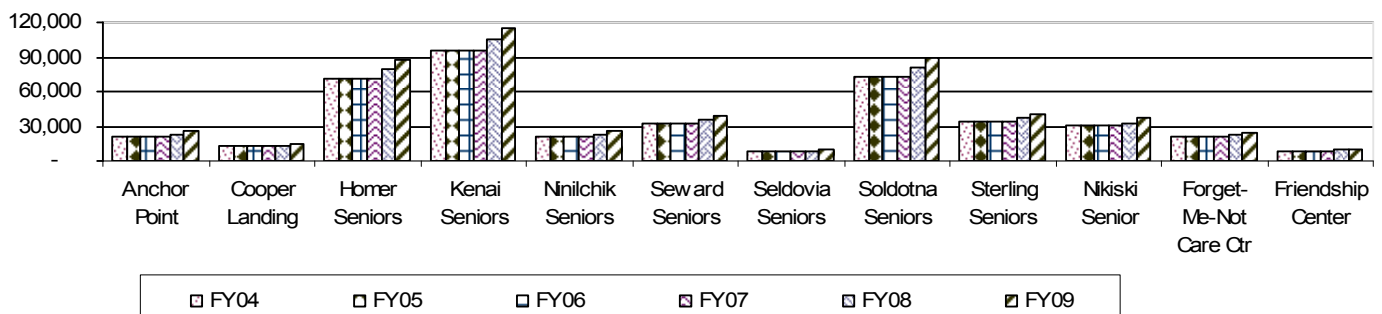 120,000
90,000
60,000
30,000
-
Anchor Point
Cooper Landing
Homer Seniors
Kenai Seniors
Ninilchik Seniors
Seward Seniors
Seldovia Seniors
Soldotna Seniors
Sterling Seniors
Nikiski Senior
Forget-Me-Not Care Ctr
Friendship Center
FY04 FY05 FY06 FY07 FY08 FY09